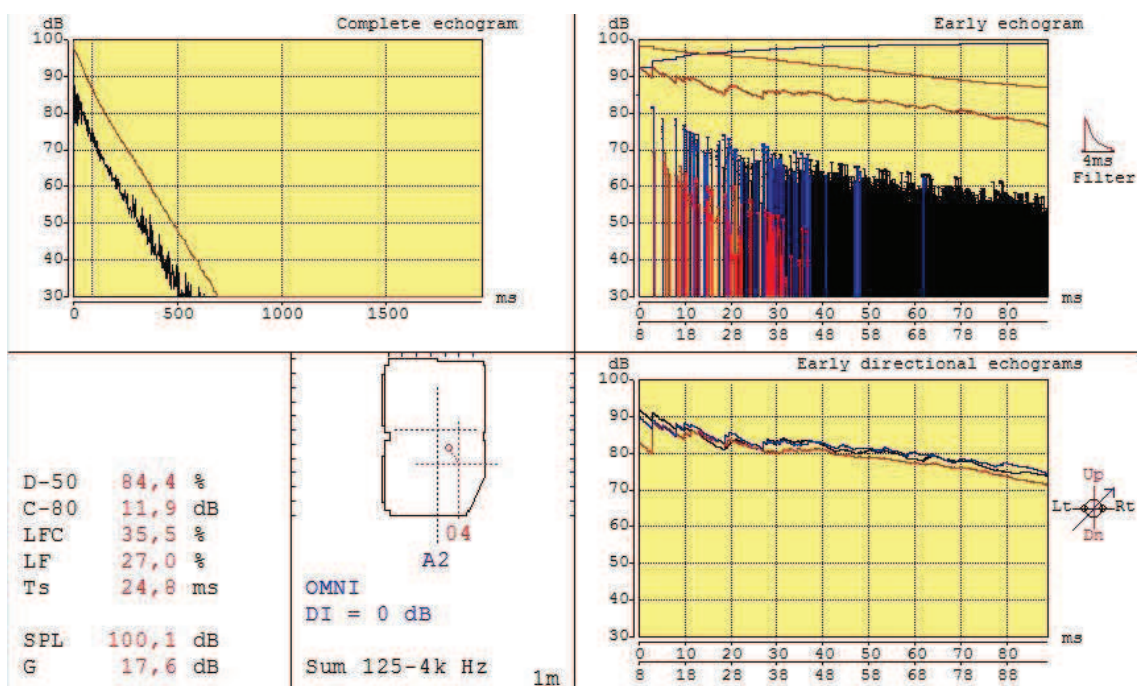 dB Complete echogram
100
90
80
70
60
50
40
30
0 500 1000 1500 ms
dB Early echogram
100
90
80
70
60
50
40
30
ms
0 10 20 30 40 50 60 70 80
8 18 28 38 48 58 68 78 88
4ms
Filter
D-50 84,4 %
C-80 11,9 dB
LFC 35,5 %
LF 27,0 %
Ts 24,8 ms
SPL 100,1 dB
G 17,6 dB
04
A2
OMNI
DI = 0 dB
Sum 125-4k Hz
1m
dB Early directional echograms
100
90
80
70
60
50
40
30
ms
0 10 20 30 40 50 60 70 80
8 18 28 38 48 58 68 78 88
Up
Lt Rt
Dn